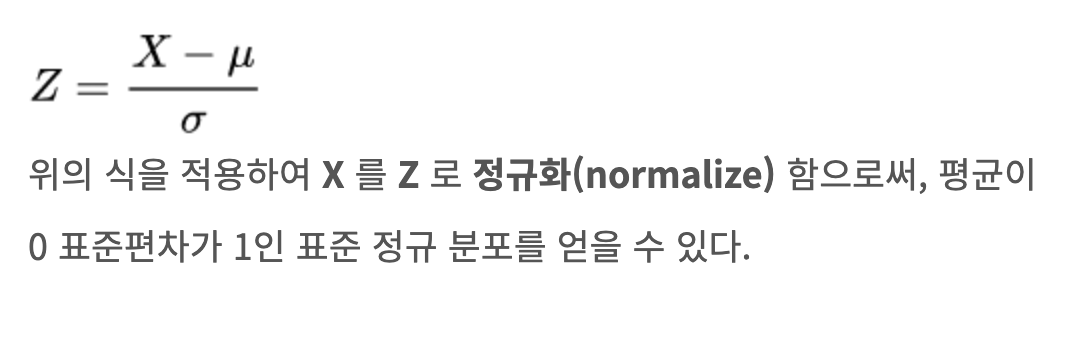 Z = \frac{X - μ}{σ}
위의 식을 적용하여 X 를 Z 로 정규화(normalize) 함으로써, 평균이
0 표준편차가 1인 표준 정규 분포를 얻을 수 있다.